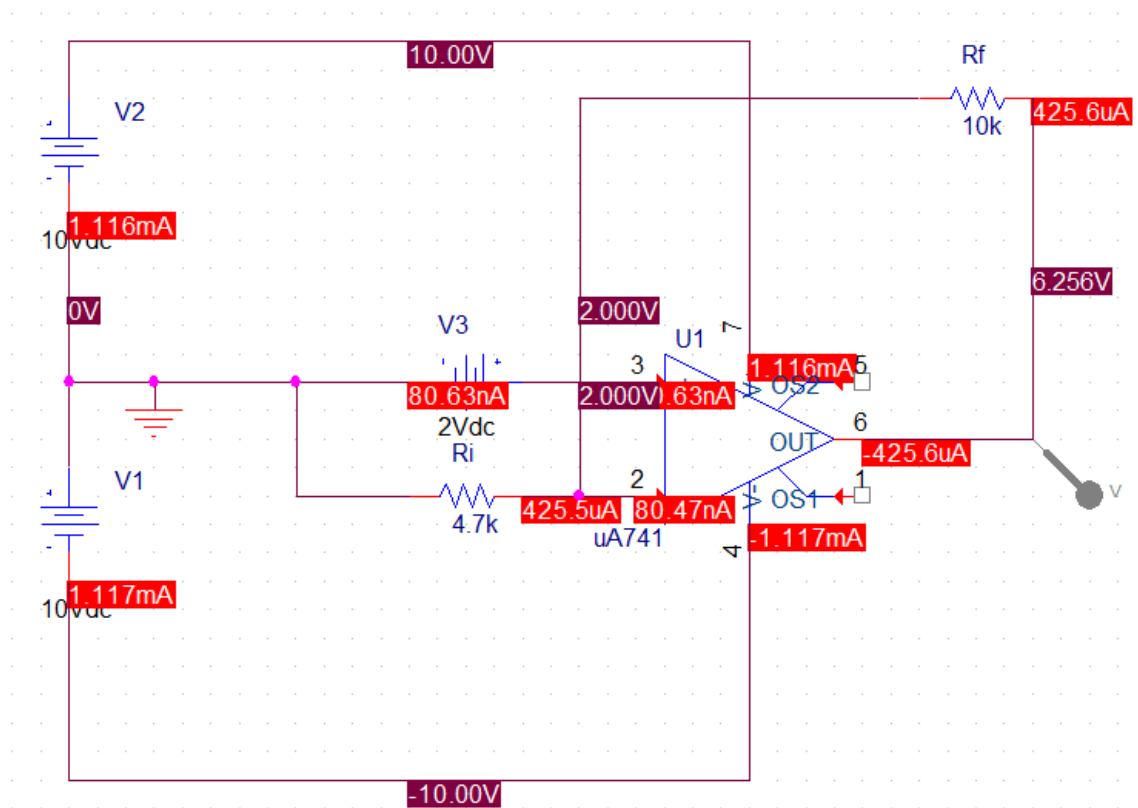 10.00V
Rf
V2
425.6uA
10k
1.116mA
10Vdc
6.256V
0V
2.000V
V3
7
U1
3
1.116mA
5
80.63nA
2.000V
.63nA
V+
OS2
2Vdc
6
OUT
Ri
-425.6uA
V1
2
1
V
425.5uA
80.47nA
V-
OS1
4.7k
uA741
4
-1.117mA
1.117mA
10Vdc
-10.00V